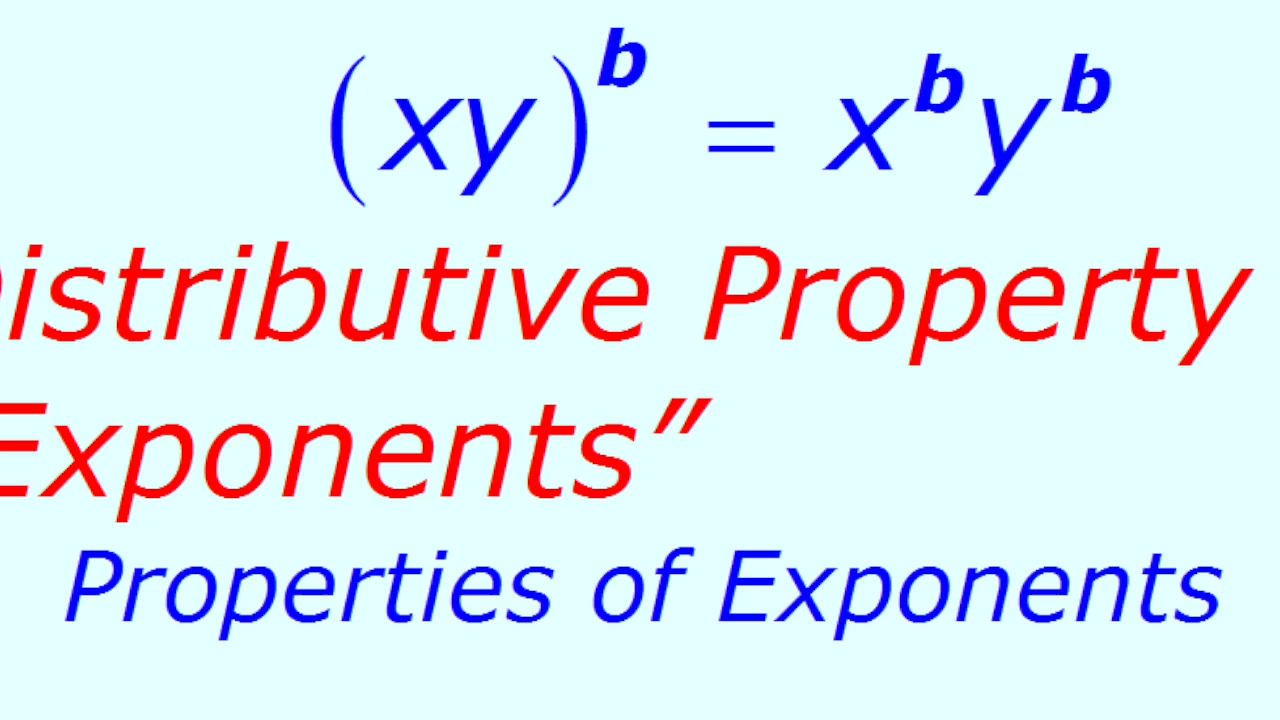 (xy)ᵇ = xᵇyᵇ
istributive Property
Exponents”
Properties of Exponents